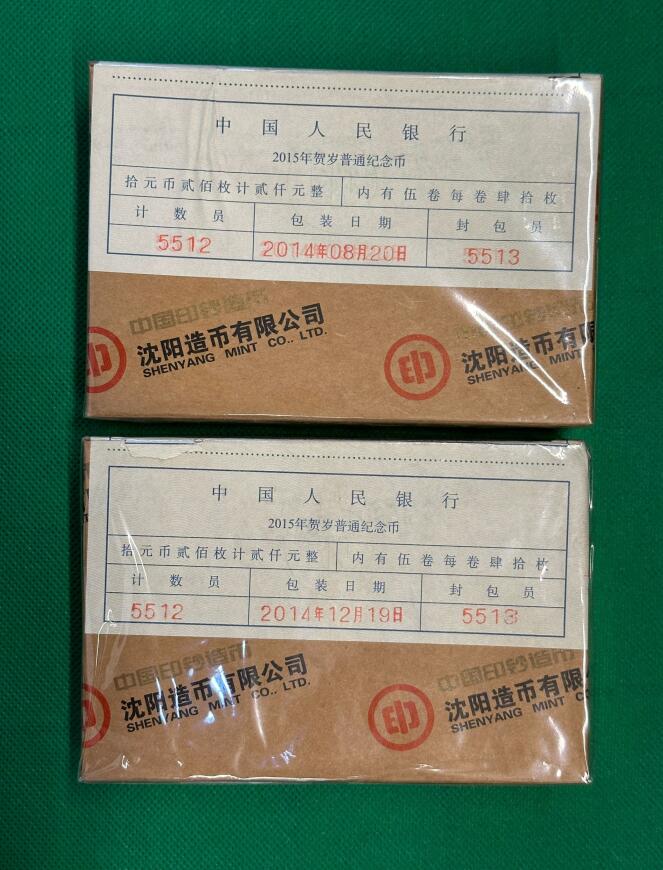 中国人民银行
2015年贺岁普通纪念币
拾元币贰佰枚计贰仟元整 内有伍卷每卷肆拾枚
计数员 包装日期 封包员
5512 2014年08月20日 5513
中国印钞造币
沈阳造币有限公司 沈阳造币有
SHENYANG MINT CO., LTD. SHENYANG MINT
中国人民银行
2015年贺岁普通纪念币
拾元币贰佰枚计贰仟元整 内有伍卷每卷肆拾枚
计数员 包装日期 封包员
5512 2014年12月19日 5513
中国印钞造币 中国印钞造币
沈阳造币有限公司 沈阳造币有限
SHENYANG MINT CO., LTD. SHENYANG MINT